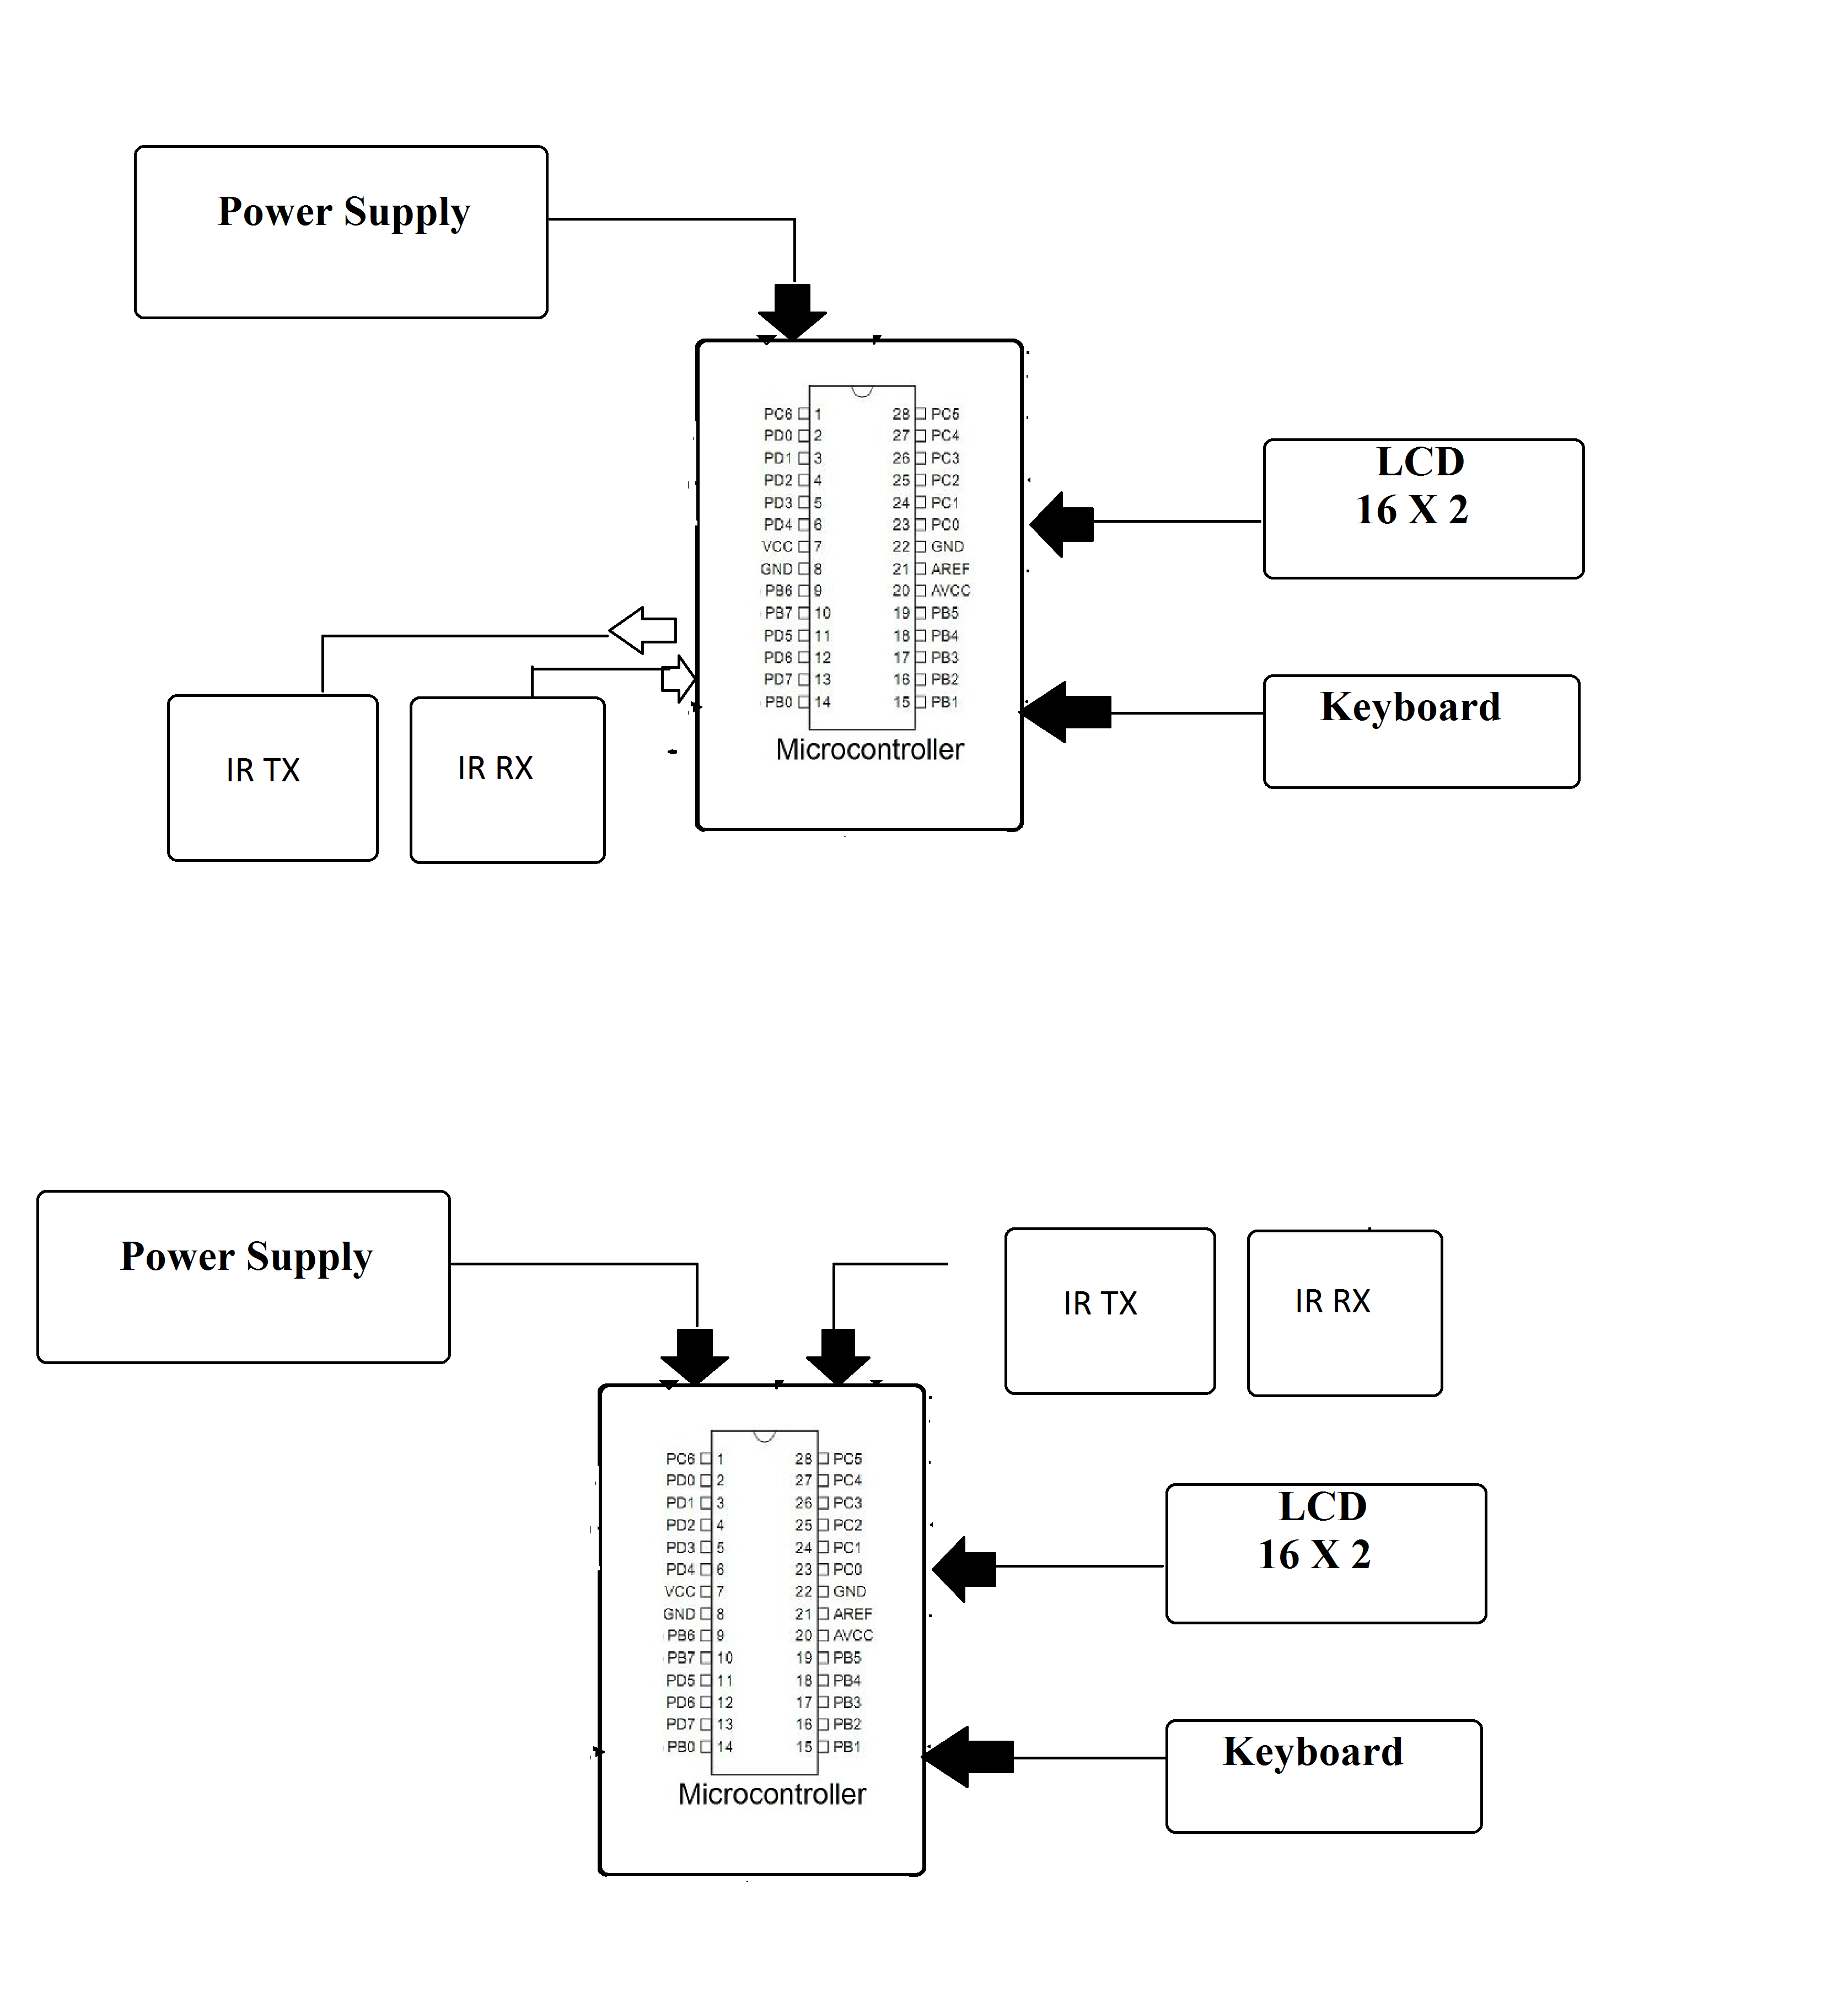 Power Supply
PC6 1 28 PC5
PD0 2 27 PC4
PD1 3 26 PC3
PD2 4 25 PC2
PD3 5 24 PC1
PD4 6 23 PC0
VCC 7 22 GND
GND 8 21 AREF
PB6 9 20 AVCC
PB7 10 19 PB5
PD5 11 18 PB4
PD6 12 17 PB3
PD7 13 16 PB2
PB0 14 15 PB1
Microcontroller
LCD
16 X 2
Keyboard
IR TX
IR RX
Power Supply
IR TX
IR RX
PC6 1 28 PC5
PD0 2 27 PC4
PD1 3 26 PC3
PD2 4 25 PC2
PD3 5 24 PC1
PD4 6 23 PC0
VCC 7 22 GND
GND 8 21 AREF
PB6 9 20 AVCC
PB7 10 19 PB5
PD5 11 18 PB4
PD6 12 17 PB3
PD7 13 16 PB2
PB0 14 15 PB1
Microcontroller
LCD
16 X 2
Keyboard